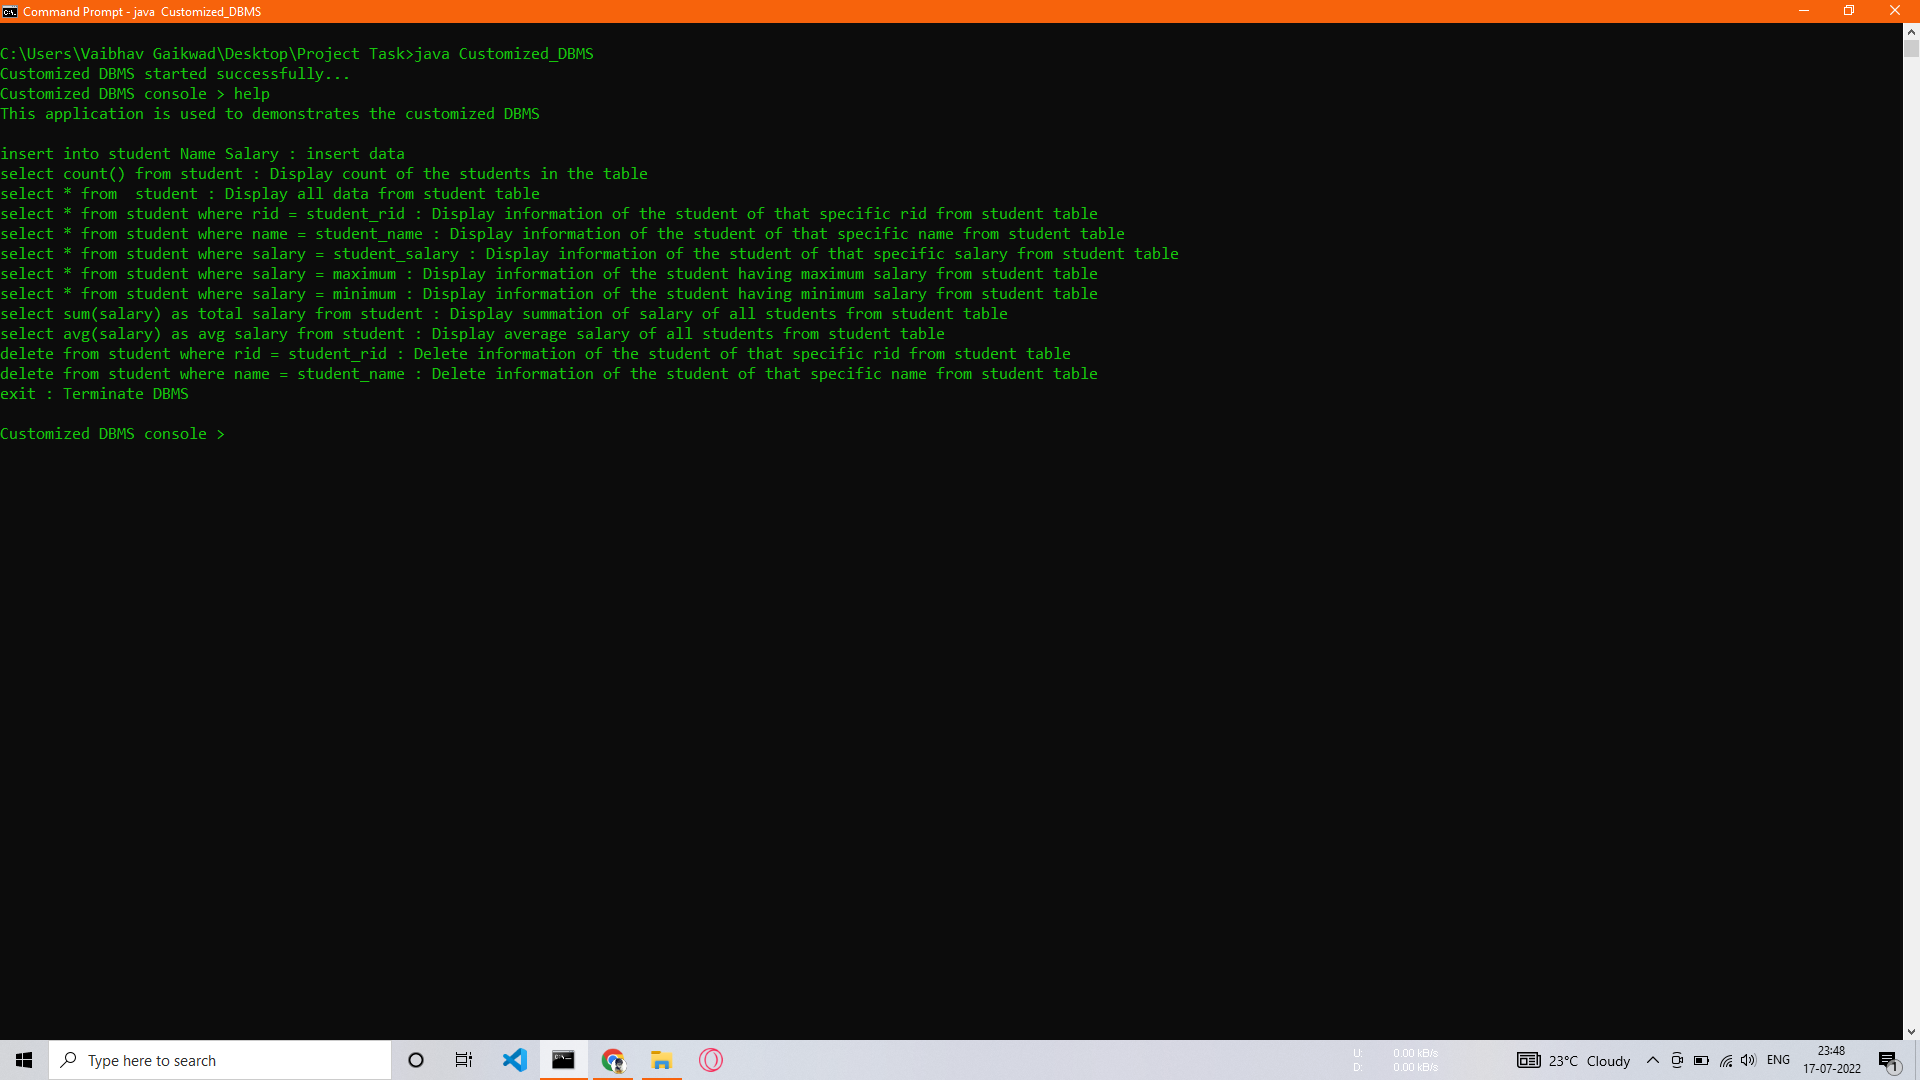 Command Prompt - java  Customized_DBMS
C:\Users\Vaibhav Gaikwad\Desktop\Project Task>java Customized_DBMS
Customized DBMS started successfully...
Customized DBMS console > help
This application is used to demonstrates the customized DBMS
insert into student Name Salary : insert data
select count() from student : Display count of the students in the table
select * from  student : Display all data from student table
select * from student where rid = student_rid : Display information of the student of that specific rid from student table
select * from student where name = student_name : Display information of the student of that specific name from student table
select * from student where salary = student_salary : Display information of the student of that specific salary from student table
select * from student where salary = maximum : Display information of the student having maximum salary from student table
select * from student where salary = minimum : Display information of the student having minimum salary from student table
select sum(salary) as total salary from student : Display summation of salary of all students from student table
select avg(salary) as avg salary from student : Display average salary of all students from student table
delete from student where rid = student_rid : Delete information of the student of that specific rid from student table
delete from student where name = student_name : Delete information of the student of that specific name from student table
exit : Terminate DBMS
Customized DBMS console >
Type here to search
U: 0.00 kB/s
D: 0.00 kB/s
23°C Cloudy
ENG
23:48
17-07-2022
1